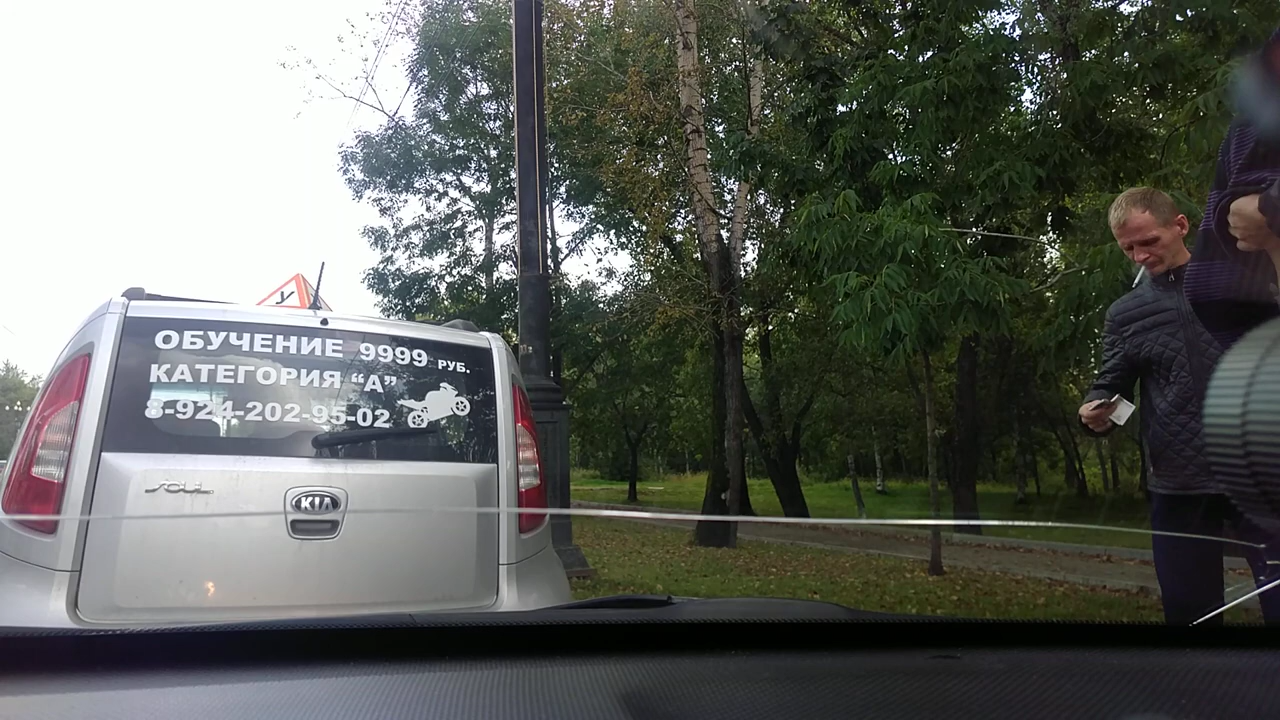 У
ОБУЧЕНИЕ 9999 РУБ.
КАТЕГОРИЯ “А”
8-924-202-95-02
SOUL
KIA